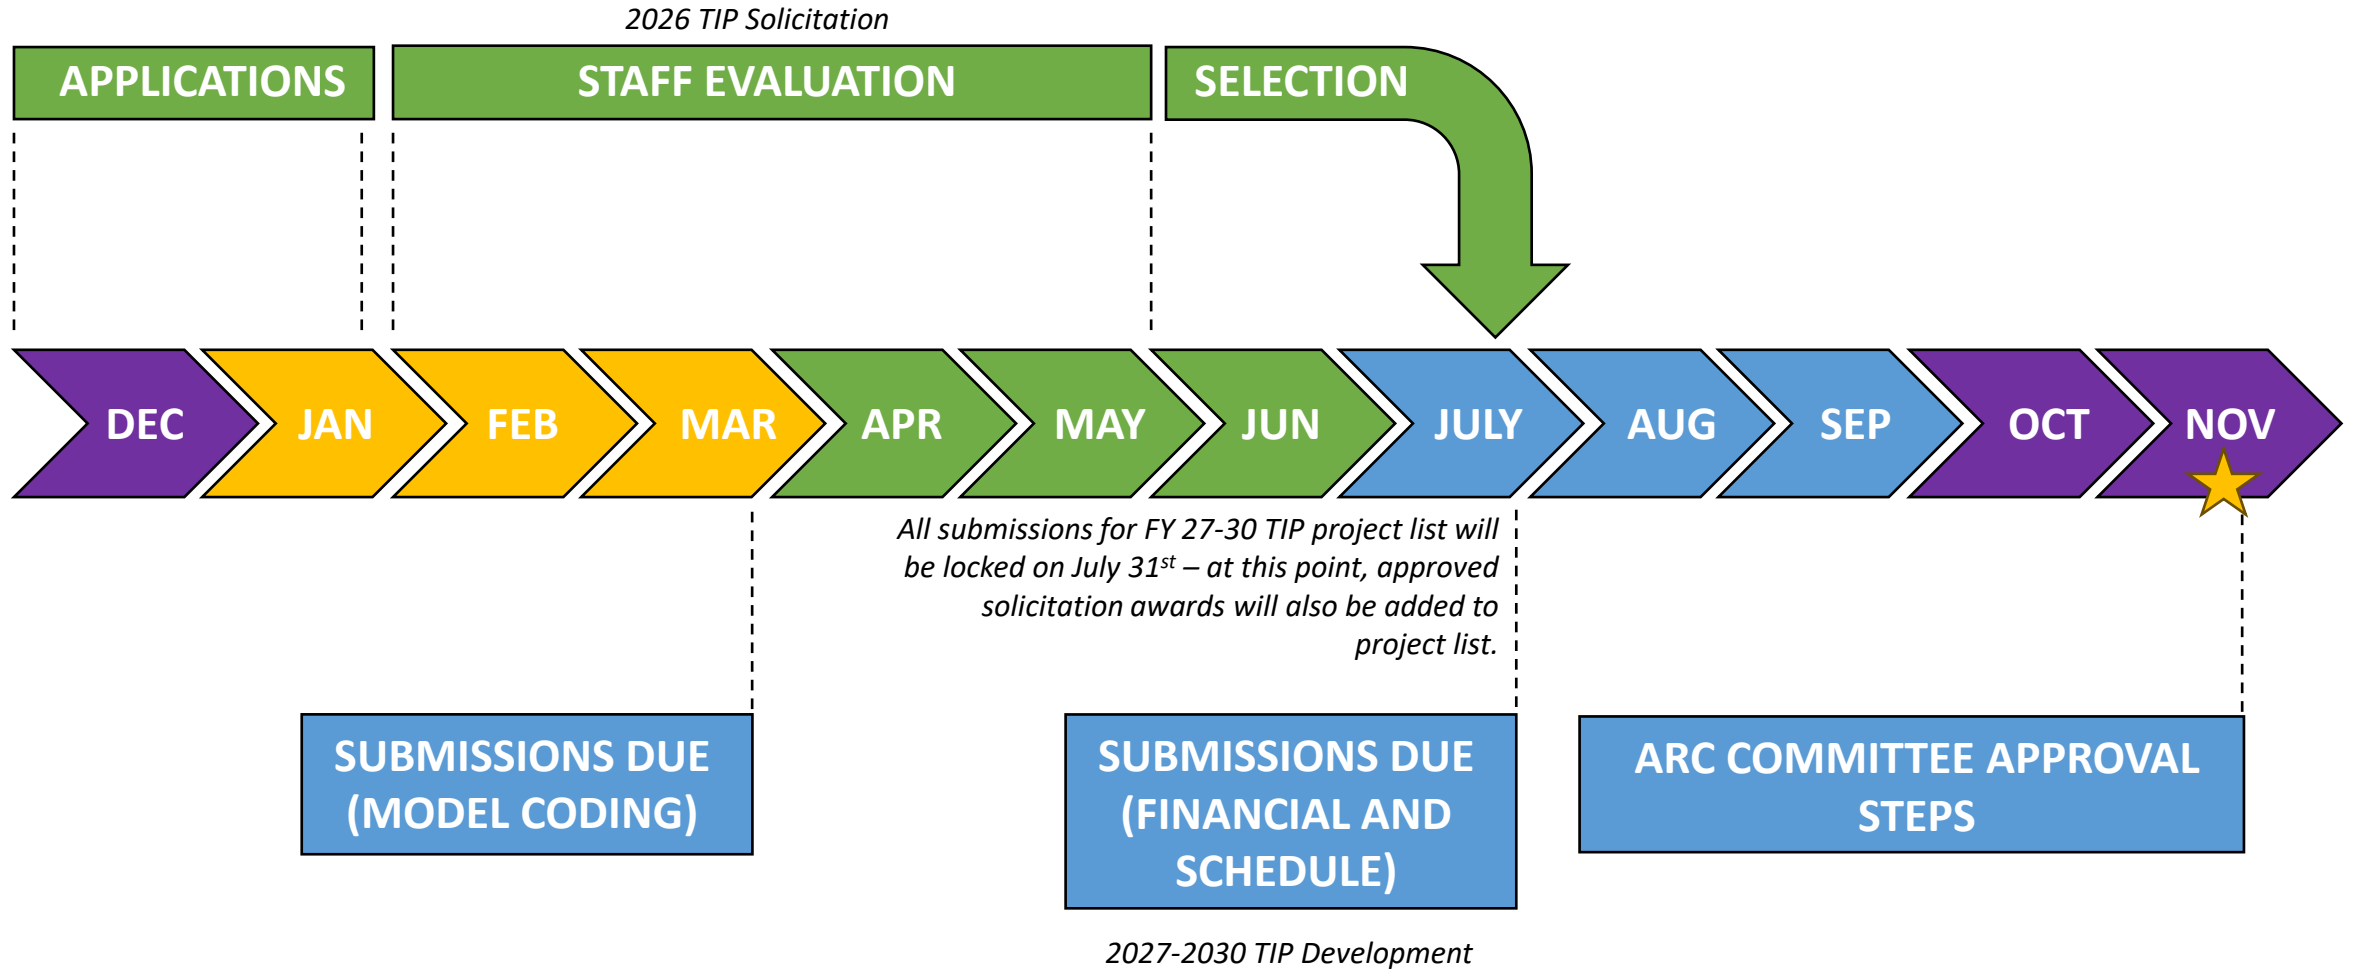 2026 TIP Solicitation
APPLICATIONS
STAFF EVALUATION
SELECTION
DEC
JAN
FEB
MAR
APR
MAY
JUN
JULY
AUG
SEP
OCT
NOV
All submissions for FY 27-30 TIP project list will
be locked on July 31st – at this point, approved
solicitation awards will also be added to
project list.
SUBMISSIONS DUE
(MODEL CODING)
SUBMISSIONS DUE
(FINANCIAL AND
SCHEDULE)
ARC COMMITTEE APPROVAL
STEPS
2027-2030 TIP Development